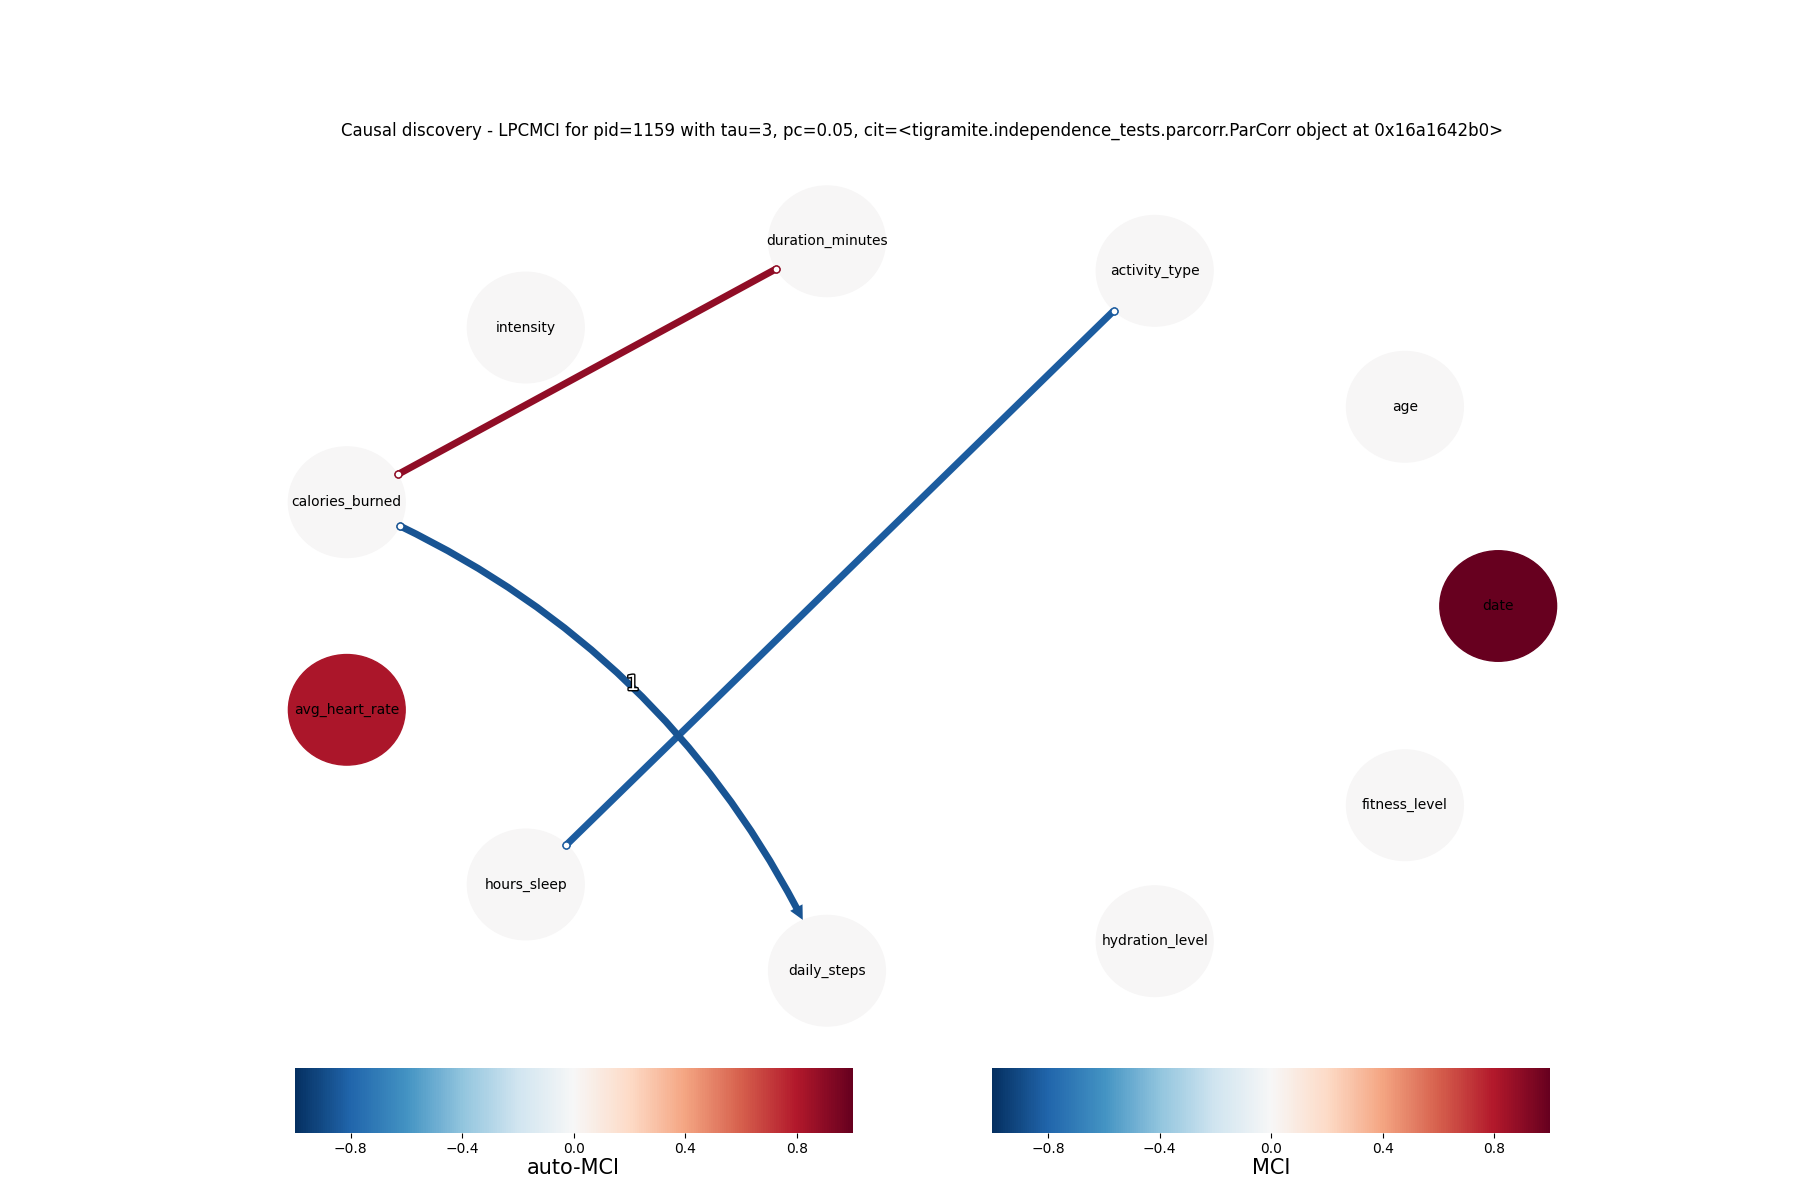 Causal discovery - LPCMCI for pid=1159 with tau=3, pc=0.05, cit=<tigramite.independence_tests.parcorr.ParCorr object at 0x16a1642b0>
duration_minutes
activity_type
intensity
age
calories_burned
date
1
avg_heart_rate
fitness_level
hours_sleep
hydration_level
daily_steps
−0.8 −0.4 0.0 0.4 0.8
auto-MCI
−0.8 −0.4 0.0 0.4 0.8
MCI